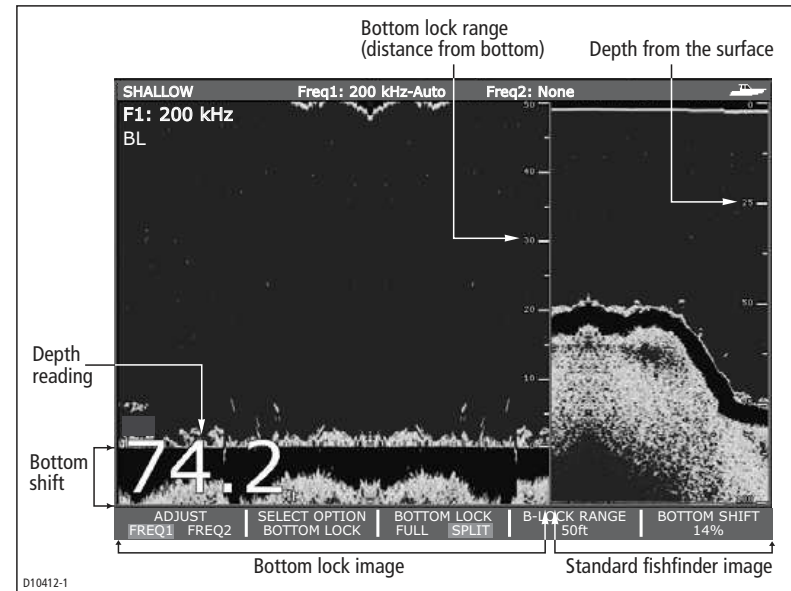 Bottom lock range
(distance from bottom)
Depth from the surface
SHALLOW Freq1: 200 kHz-Auto Freq2: None
F1: 200 kHz
BL
50
40
30
20
10
0
25
50
Depth
reading
74.2
Bottom
shift
ADJUST SELECT OPTION BOTTOM LOCK B-LOCK RANGE BOTTOM SHIFT
FREQ1 FREQ2 BOTTOM LOCK FULL SPLIT 50ft 14%
Bottom lock image
Standard fishfinder image
D10412-1